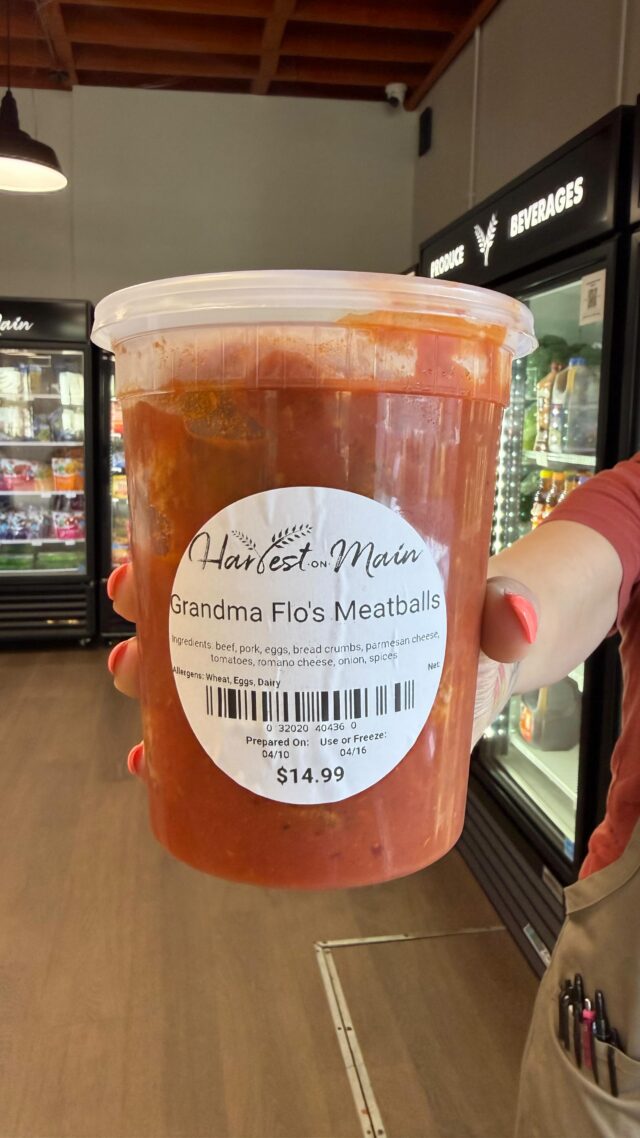 PRODUCE BEVERAGES
ain
Harvest ON Main
Grandma Flo's Meatballs
Ingredients: beef, pork, eggs, bread crumbs, parmesan cheese,
tomatoes, romano cheese, onion, spices
Net:
Allergens: Wheat, Eggs, Dairy
0 32020 40436 0
Prepared On: Use or Freeze:
04/10 04/16
$14.99